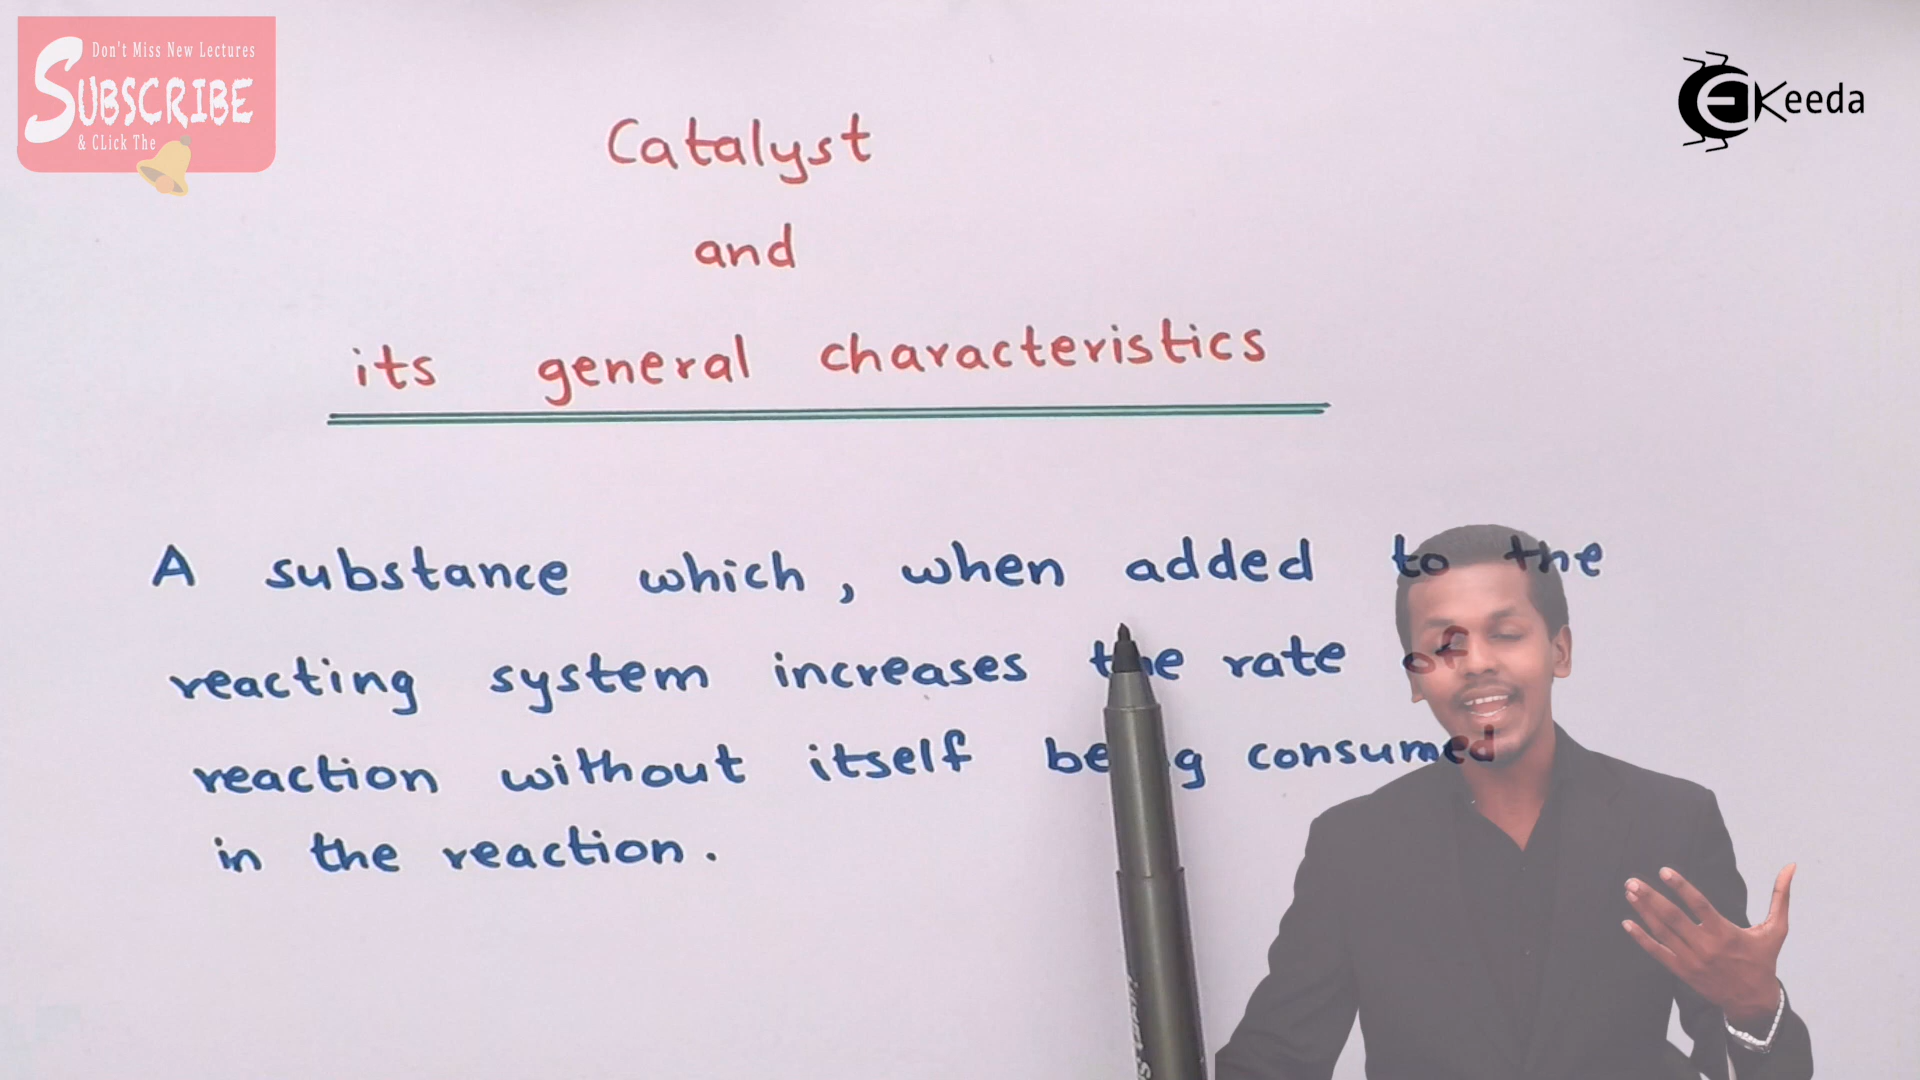 Don't Miss New Lectures
SUBSCRIBE
& CLick The
Keeda
Catalyst
and
its general characteristics
A substance which, when added to the
reacting system increases the rate of
reaction without itself being consumed
in the reaction.